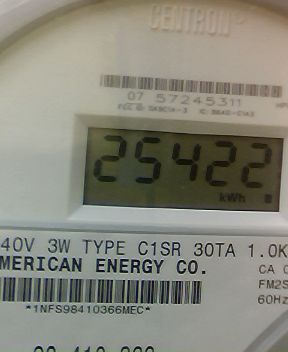 CENTRON®
07 57245311
25422
kWh
40V 3W TYPE C1SR 30TA 1.0K
MERICAN ENERGY CO.
CA 
FM2S
60Hz
*1NFS98410366MEC*